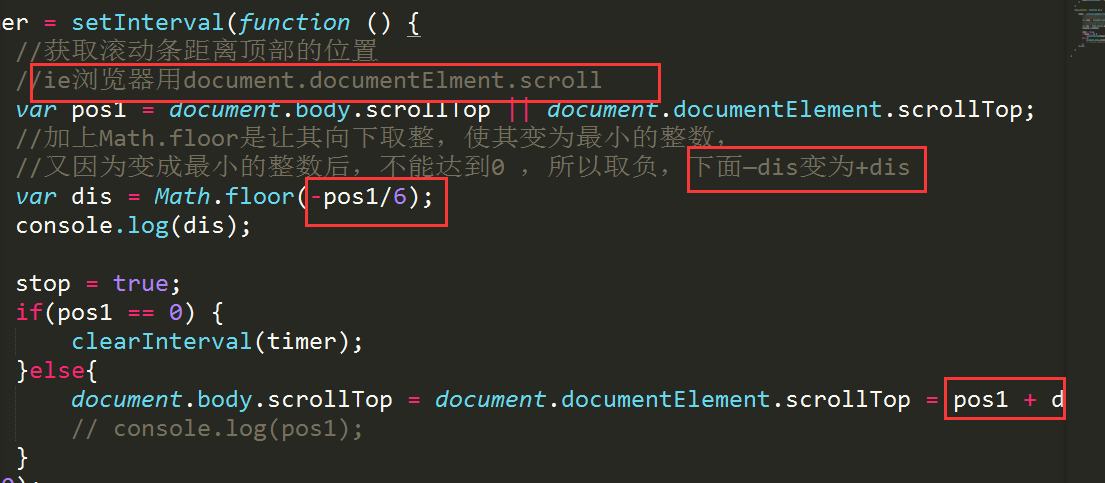 er = setInterval(function () {
//获取滚动条距离顶部的位置
//ie浏览器用document.documentElment.scroll
var pos1 = document.body.scrollTop || document.documentElement.scrollTop;
//加上Math.floor是让其向下取整，使其变为最小的整数，
//又因为变成最小的整数后，不能达到0 ，所以取负，下面—dis变为+dis
var dis = Math.floor(-pos1/6);
console.log(dis);
stop = true;
if(pos1 == 0) {
clearInterval(timer);
}else{
document.body.scrollTop = document.documentElement.scrollTop = pos1 + d
// console.log(pos1);
}